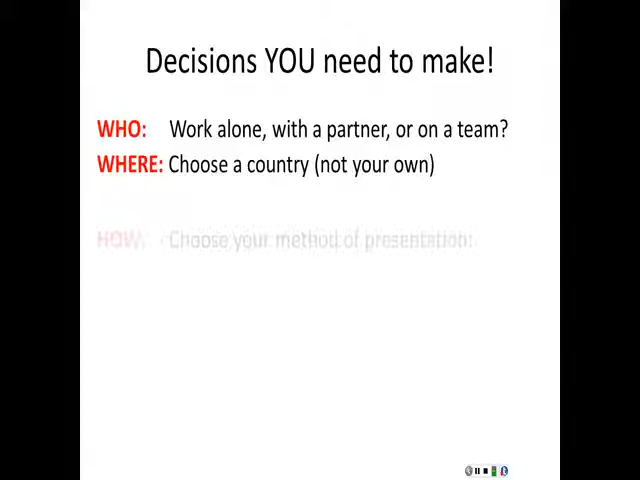 Decisions YOU need to make!
WHO: Work alone, with a partner, or on a team?
WHERE: Choose a country (not your own)
HOW: Choose your method of presentation: